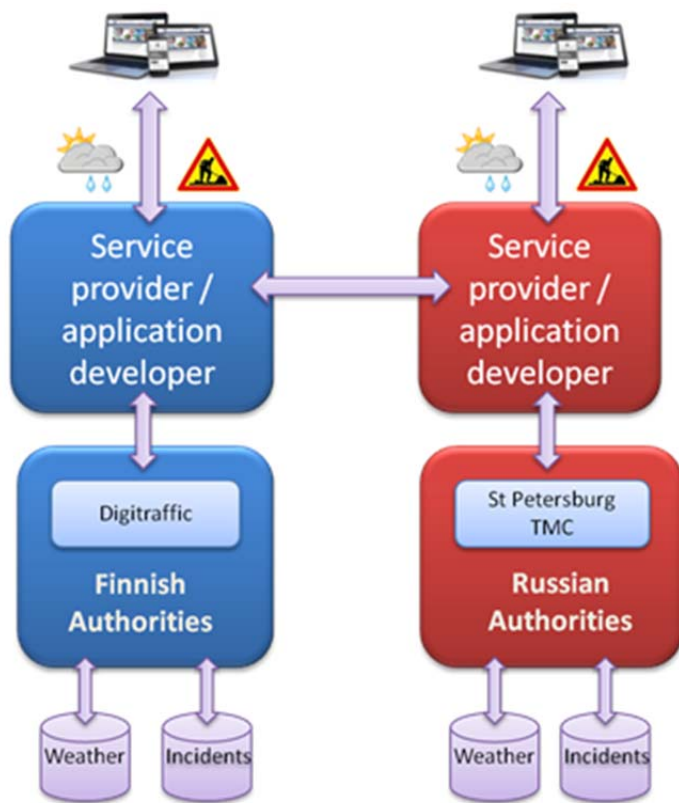 Service
provider /
application
developer
Service
provider /
application
developer
Digitraffic
Finnish
Authorities
St Petersburg
TMC
Russian
Authorities
Weather
Incidents
Weather
Incidents